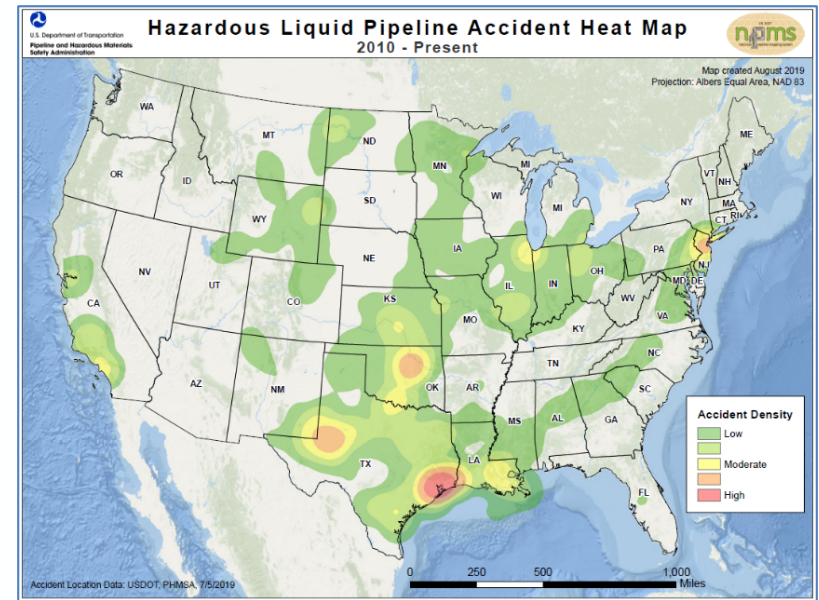 U.S. Department of Transportation
Pipeline and Hazardous Materials
Safety Administration
Hazardous Liquid Pipeline Accident Heat Map
2010 - Present
npms
Map created August 2019
Projection: Albers Equal Area, NAD 83
WA
MT
ND
MN
MI
ME
OR
ID
SD
WI
MI
VT
NH
NY
MA
CT
RI
WY
IA
PA
NJ
NE
NV
UT
IL
IN
OH
MD
DE
CO
KS
WV
VA
CA
MO
KY
NC
TN
AZ
NM
OK
AR
SC
MS
AL
GA
TX
LA
FL
Accident Density
Low
Moderate
High
0
250
500
1,000
Miles
Accident Location Data: USDOT, PHMSA, 7/5/2019